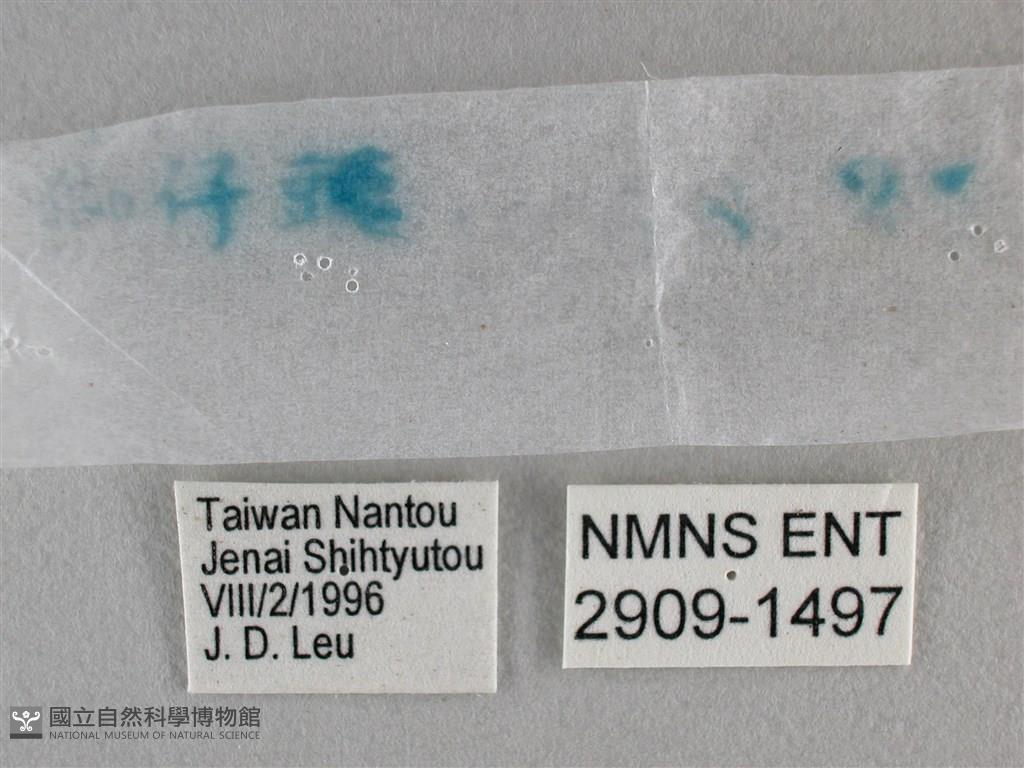 Taiwan Nantou
Jenai Shihtyutou
VIII/2/1996
J. D. Leu
NMNS ENT
2909-1497
國立自然科學博物館
NATIONAL MUSEUM OF NATURAL SCIENCE